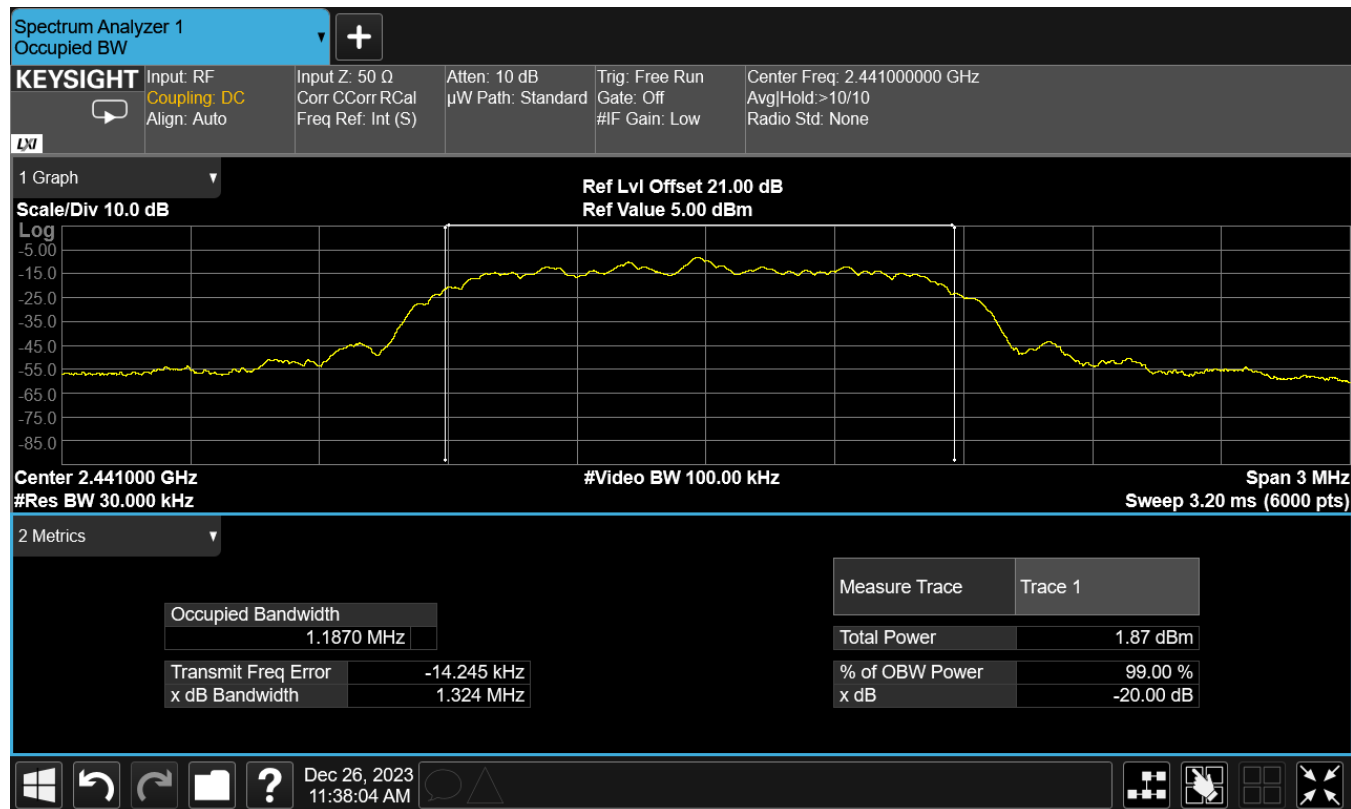 Spectrum Analyzer 1
Occupied BW
KEYSIGHT
LXI
Input: RF
Coupling: DC
Align: Auto
Input Z: 50 Ω
Corr CCorr RCal
Freq Ref: Int (S)
Atten: 10 dB
µW Path: Standard
Trig: Free Run
Gate: Off
#IF Gain: Low
Center Freq: 2.441000000 GHz
Avg|Hold:>10/10
Radio Std: None
1 Graph
Scale/Div 10.0 dB
Ref Lvl Offset 21.00 dB
Ref Value 5.00 dBm
Log
-5.00
-15.0
-25.0
-35.0
-45.0
-55.0
-65.0
-75.0
-85.0
Center 2.441000 GHz
#Res BW 30.000 kHz
#Video BW 100.00 kHz
Span 3 MHz
Sweep 3.20 ms (6000 pts)
2 Metrics
Occupied Bandwidth
1.1870 MHz
Transmit Freq Error -14.245 kHz
x dB Bandwidth 1.324 MHz
Measure Trace Trace 1
Total Power 1.87 dBm
% of OBW Power 99.00 %
x dB -20.00 dB
?
Dec 26, 2023
11:38:04 AM